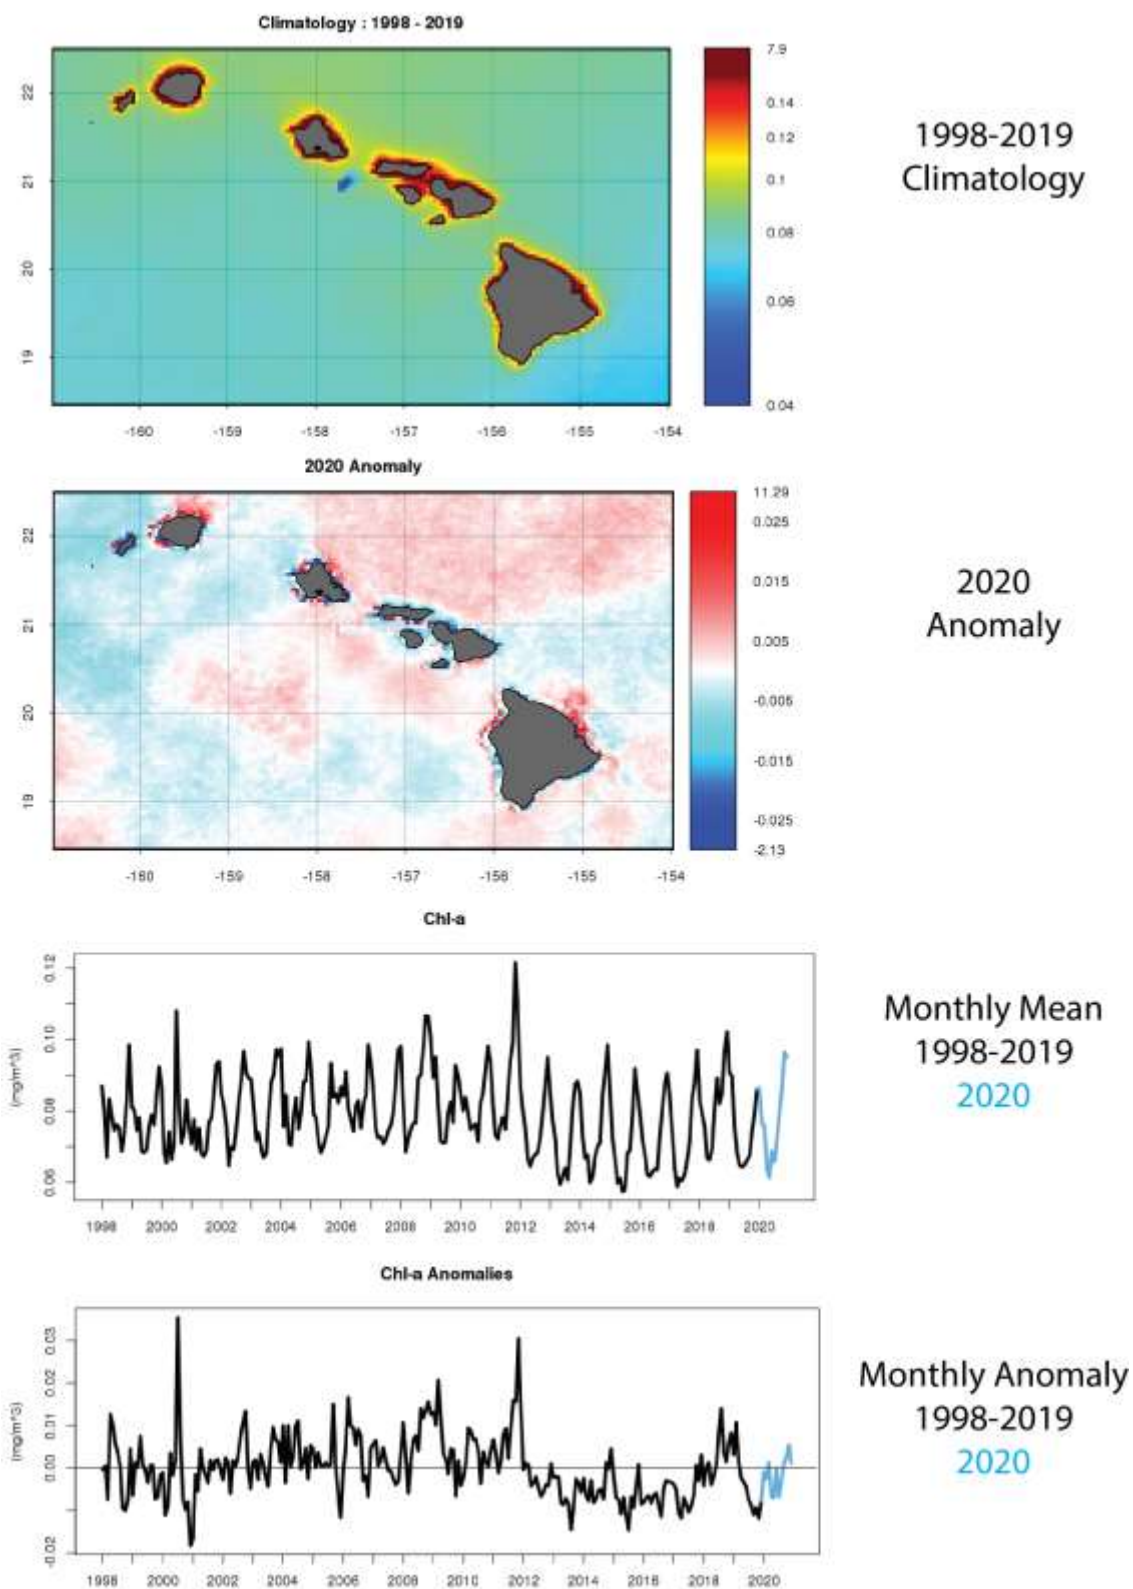 Climatology : 1998 - 2019
22
21
20
19
-160 -159 -158 -157 -156 -155 -154
7.9
0.14
0.12
0.1
0.08
0.06
0.04
1998-2019
Climatology
2020 Anomaly
22
21
20
19
-160 -159 -158 -157 -156 -155 -154
11.29
0.025
0.015
0.005
-0.005
-0.015
-0.025
-2.13
2020
Anomaly
Chl-a
(mg/m^3)
0.12
0.10
0.08
0.06
1998 2000 2002 2004 2006 2008 2010 2012 2014 2016 2018 2020
Monthly Mean
1998-2019
2020
Chl-a Anomalies
(mg/m^3)
0.03
0.02
0.01
0.00
-0.02
1998 2000 2002 2004 2006 2008 2010 2012 2014 2016 2018 2020
Monthly Anomaly
1998-2019
2020